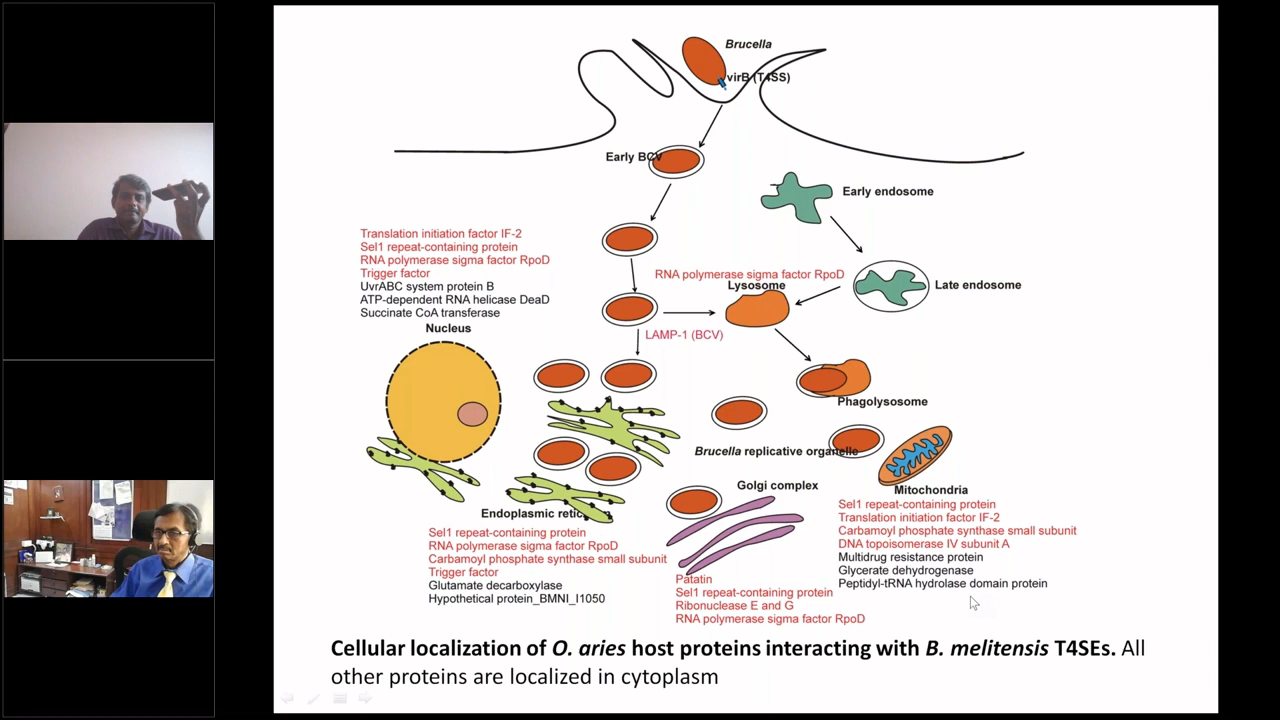 Brucella
virB (T4SS)
Early BCV
Early endosome
Translation initiation factor IF-2
Sel1 repeat-containing protein
RNA polymerase sigma factor RpoD
Trigger factor
UvrABC system protein B
ATP-dependent RNA helicase DeaD
Succinate CoA transferase
Nucleus
RNA polymerase sigma factor RpoD
Lysosome
Late endosome
LAMP-1 (BCV)
Phagolysosome
Brucella replicative organelle
Golgi complex
Mitochondria
Sel1 repeat-containing protein
Translation initiation factor IF-2
Carbamoyl phosphate synthase small subunit
DNA topoisomerase IV subunit A
Multidrug resistance protein
Glycerate dehydrogenase
Peptidyl-tRNA hydrolase domain protein
Endoplasmic
Sel1 repeat-containing protein
RNA polymerase sigma factor RpoD
Carbamoyl phosphate synthase small subunit
Trigger factor
Glutamate decarboxylase
Hypothetical protein_BMNI_I1050
Patatin
Sel1 repeat-containing protein
Ribonuclease E and G
RNA polymerase sigma factor RpoD
Cellular localization of O. aries host proteins interacting with B. melitensis T4SEs. All
other proteins are localized in cytoplasm